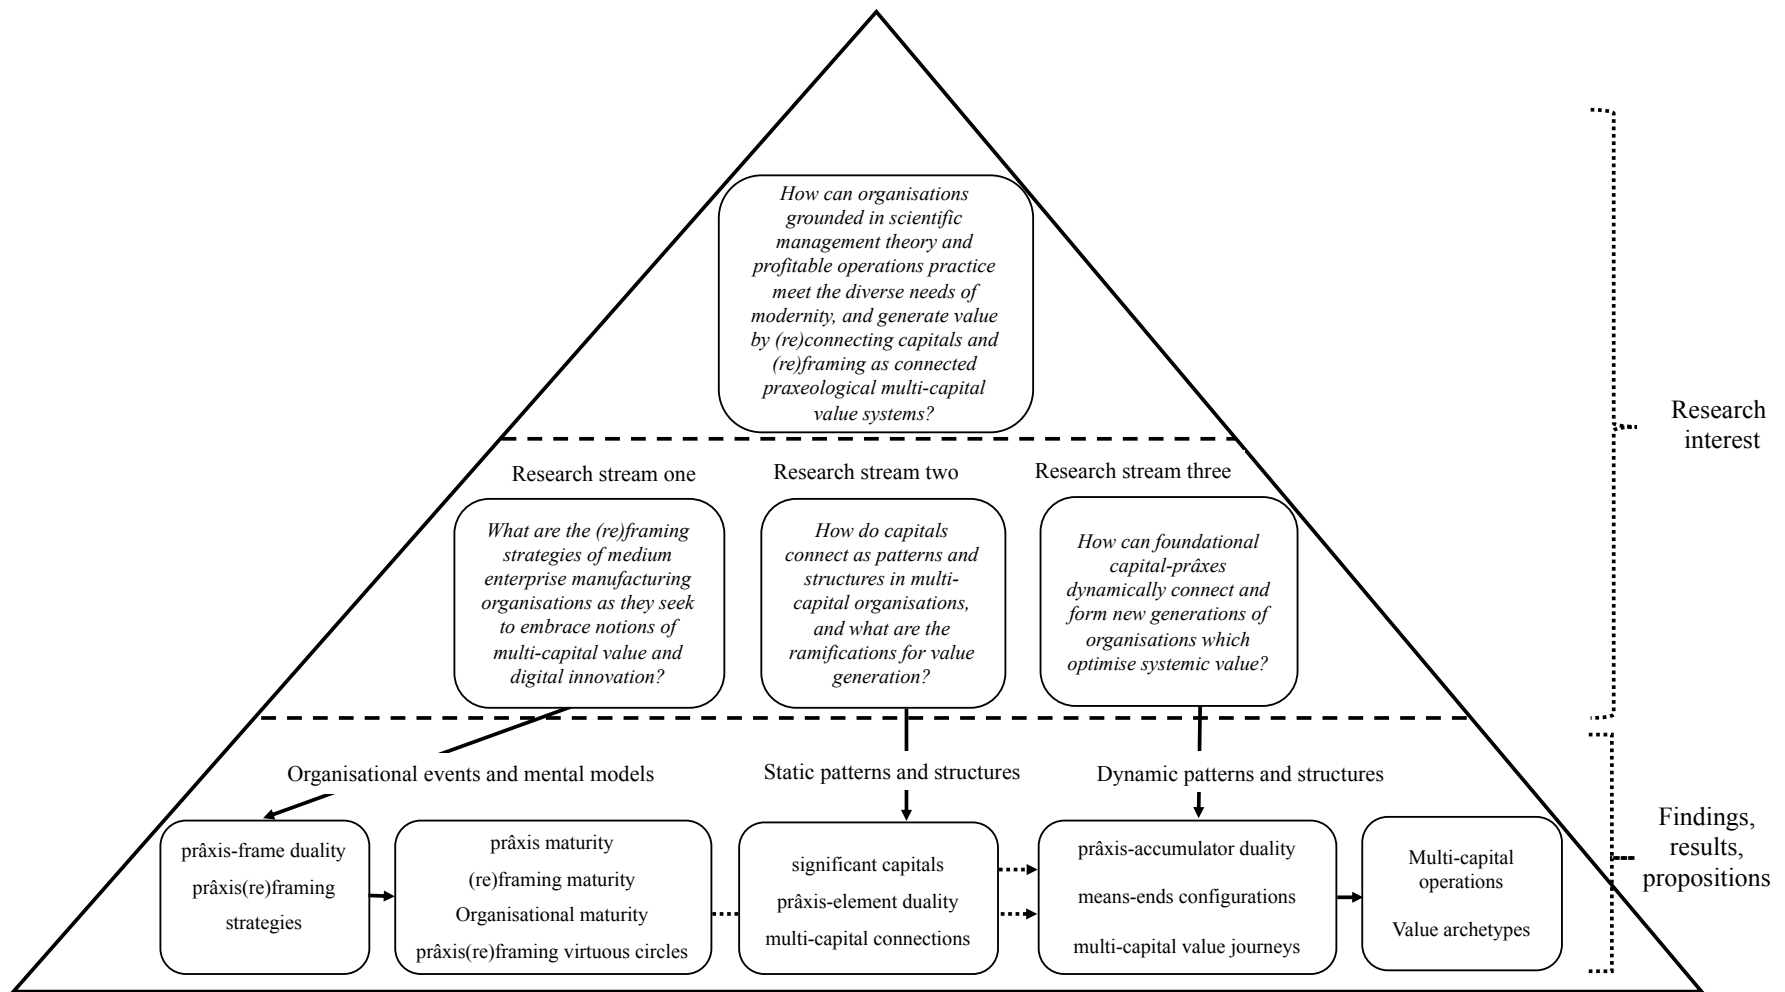 How can organisations
grounded in scientific
management theory and
profitable operations practice
meet the diverse needs of
modernity, and generate value
by (re)connecting capitals and
(re)framing as connected
praxeological multi-capital
value systems?
Research
interest
Research stream one
Research stream two
Research stream three
What are the (re)framing
strategies of medium
enterprise manufacturing
organisations as they seek
to embrace notions of
multi-capital value and
digital innovation?
How do capitals
connect as patterns and
structures in multi-
capital organisations,
and what are the
ramifications for value
generation?
How can foundational
capital-prâxes
dynamically connect and
form new generations of
organisations which
optimise systemic value?
Organisational events and mental models
Static patterns and structures
Dynamic patterns and structures
prâxis-frame duality
prâxis(re)framing
strategies
prâxis maturity
(re)framing maturity
Organisational maturity
prâxis(re)framing virtuous circles
significant capitals
prâxis-element duality
multi-capital connections
prâxis-accumulator duality
means-ends configurations
multi-capital value journeys
Multi-capital
operations
Value archetypes
Findings,
results,
propositions